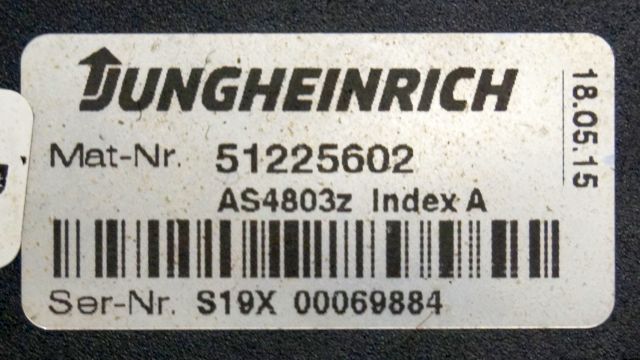 JUNGHEINRICH
18.05.15
Mat-Nr. 51225602
AS4803z Index A
Ser-Nr. S19X 00069884